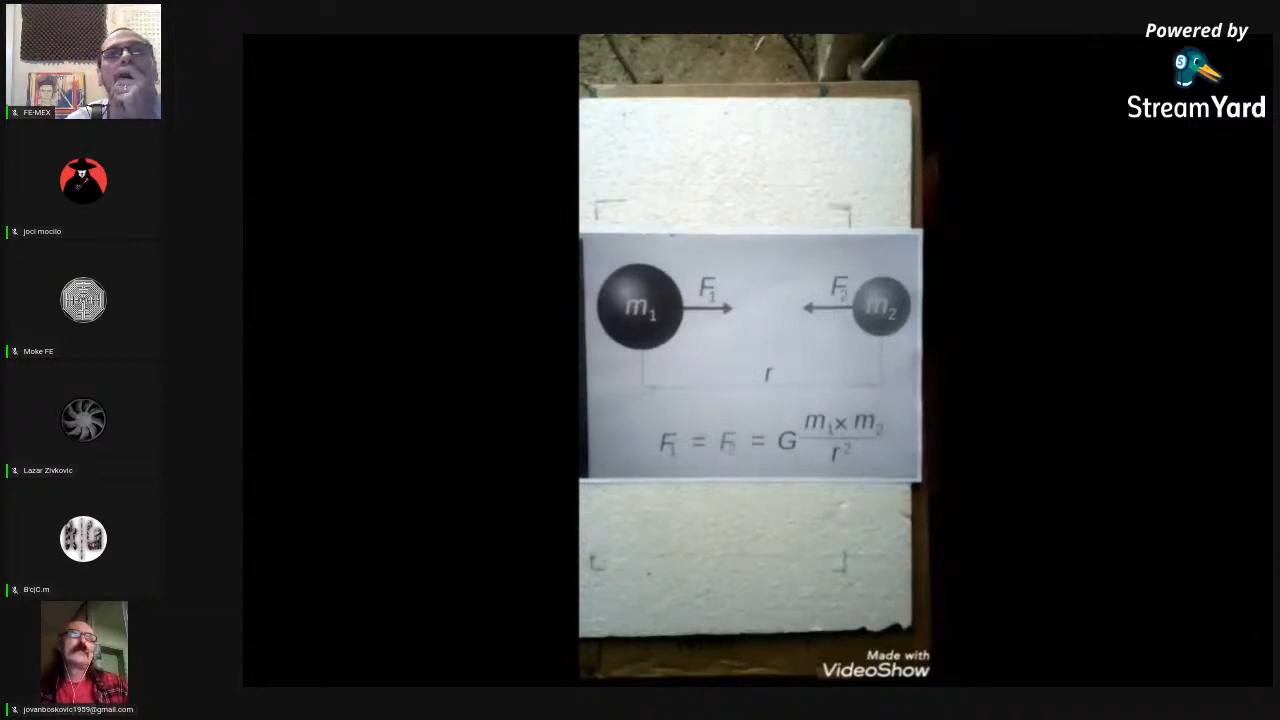 FE-MEX
joci mocilo
Moke FE
Lazar Zivkovic
B'c|C.m
jovanboskovic1959@gmail.com
Powered by
StreamYard
m₁
F₁
F₂
m₂
r
F₁ = F₂ = G m₁ × m₂ / r²
Made with
VideoShow